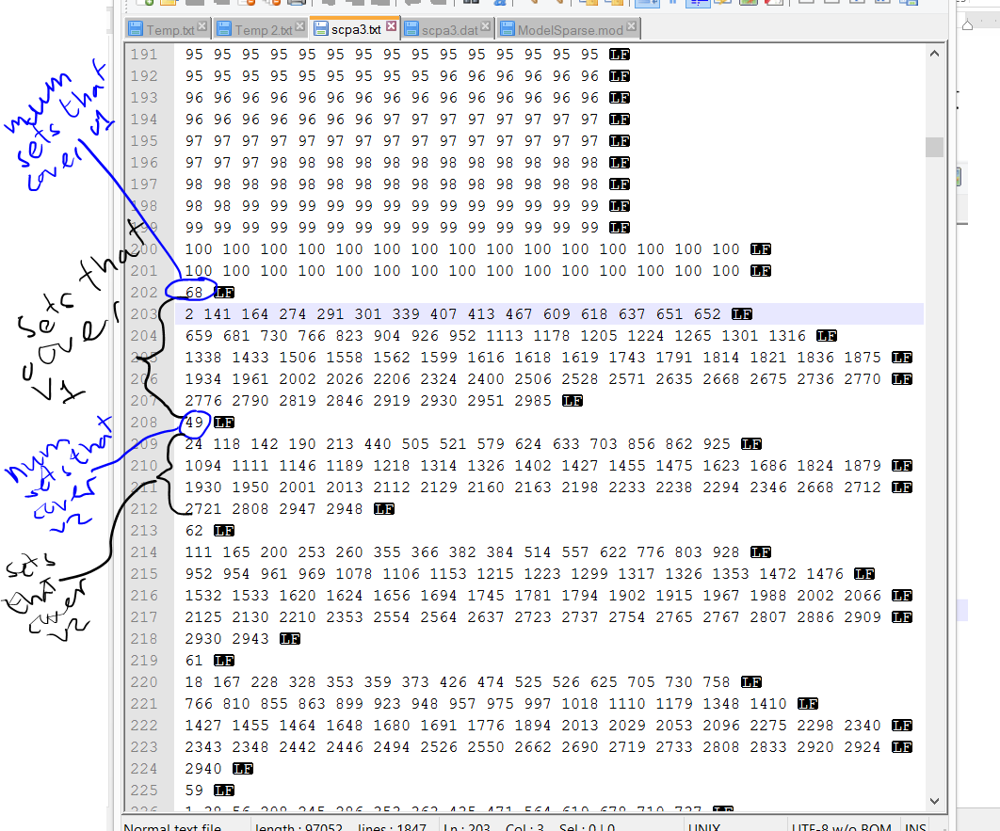 Temp.txt Temp 2.txt scpa3.txt scpa3.dat ModelSparse.mod
191 95 95 95 95 95 95 95 95 95 95 95 95 95 95 95 LF
192 95 95 95 95 95 95 95 95 95 96 96 96 96 96 96 LF
193 96 96 96 96 96 96 96 96 96 96 96 96 96 96 96 LF
194 96 96 96 96 96 96 96 97 97 97 97 97 97 97 97 LF
195 97 97 97 97 97 97 97 97 97 97 97 97 97 97 97 LF
196 97 97 97 98 98 98 98 98 98 98 98 98 98 98 98 LF
197 98 98 98 98 98 98 98 98 98 98 98 98 98 98 98 LF
198 98 98 99 99 99 99 99 99 99 99 99 99 99 99 99 LF
199 99 99 99 99 99 99 99 99 99 99 99 99 99 99 99 LF
200 100 100 100 100 100 100 100 100 100 100 100 100 100 100 100 LF
201 100 100 100 100 100 100 100 100 100 100 100 100 100 100 100 LF
202 68 LF
203 2 141 164 274 291 301 339 407 413 467 609 618 637 651 652 LF
204 659 681 730 766 823 904 926 952 1113 1178 1205 1224 1265 1301 1316 LF
205 1338 1433 1506 1558 1562 1599 1616 1618 1619 1743 1791 1814 1821 1836 1875 LF
206 1934 1961 2002 2026 2206 2324 2400 2506 2528 2571 2635 2668 2675 2736 2770 LF
207 2776 2790 2819 2846 2919 2930 2951 2985 LF
208 49 LF
209 24 118 142 190 213 440 505 521 579 624 633 703 856 862 925 LF
210 1094 1111 1146 1189 1218 1314 1326 1402 1427 1455 1475 1623 1686 1824 1879 LF
211 1930 1950 2001 2013 2112 2129 2160 2163 2198 2233 2238 2294 2346 2668 2712 LF
212 2721 2808 2947 2948 LF
213 62 LF
214 111 165 200 253 260 355 366 382 384 514 557 622 776 803 928 LF
215 952 954 961 969 1078 1106 1153 1215 1223 1299 1317 1326 1353 1472 1476 LF
216 1532 1533 1620 1624 1656 1694 1745 1781 1794 1902 1915 1967 1988 2002 2066 LF
217 2125 2130 2210 2353 2554 2564 2637 2723 2737 2754 2765 2767 2807 2886 2909 LF
218 2930 2943 LF
219 61 LF
220 18 167 228 328 353 359 373 426 474 525 526 625 705 730 758 LF
221 766 810 855 863 899 923 948 957 975 997 1018 1110 1179 1348 1410 LF
222 1427 1455 1464 1648 1680 1691 1776 1894 2013 2029 2053 2096 2275 2298 2340 LF
223 2343 2348 2442 2446 2494 2526 2550 2662 2690 2719 2733 2808 2833 2920 2924 LF
224 2940 LF
225 59 LF
Normal text file length : 97052 lines : 1847 Ln : 203 Col : 3 Sel : 0 | 0 UNIX UTF-8 w/o BOM INS
num
sets that
cover v1
sets that
cover
v1
num
sets that
cover
v2
sets
that
cover
v2